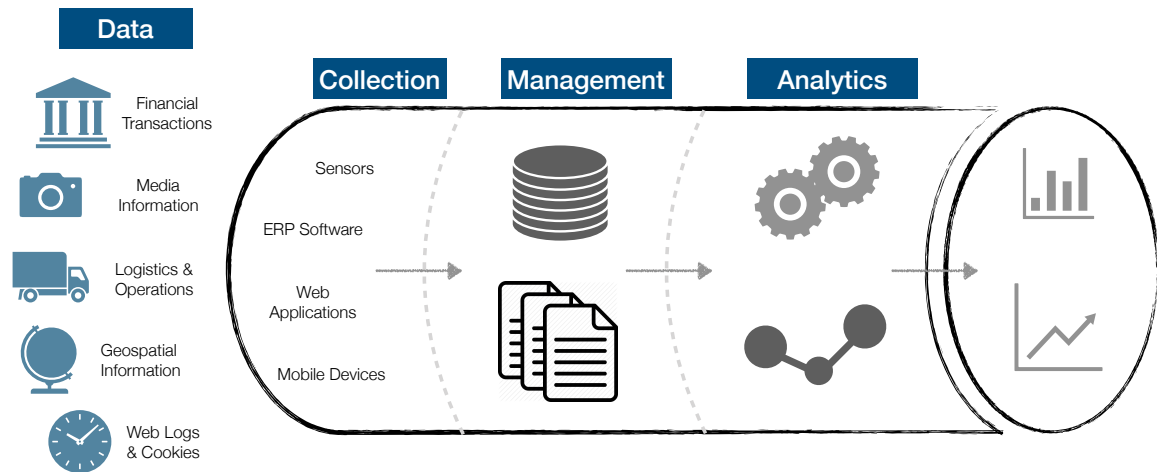 Data
Collection
Management
Analytics
Financial
Transactions
Media
Information
Logistics &
Operations
Geospatial
Information
Web Logs
& Cookies
Sensors
ERP Software
Web
Applications
Mobile Devices